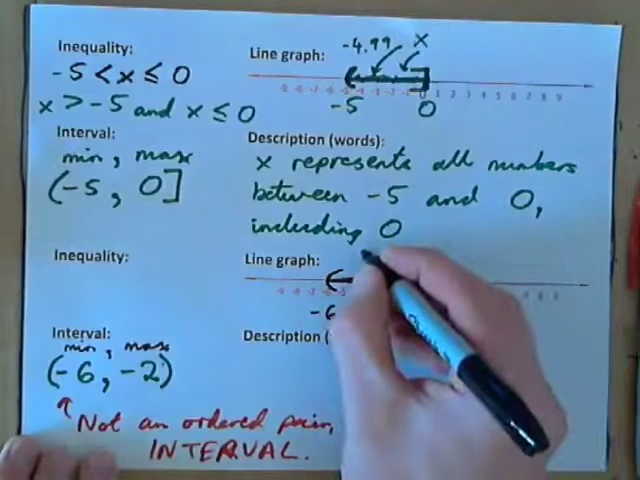 Inequality:
-5 < x ≤ 0
x > -5 and x ≤ 0
Line graph:
-4.99 x
-5 0
Interval:
min, max
(-5, 0]
Description (words):
x represents all numbers
between -5 and 0,
including 0
Inequality:
Line graph:
-6
Interval:
min, max
(-6, -2)
Description (
Not an ordered pair,
INTERVAL.